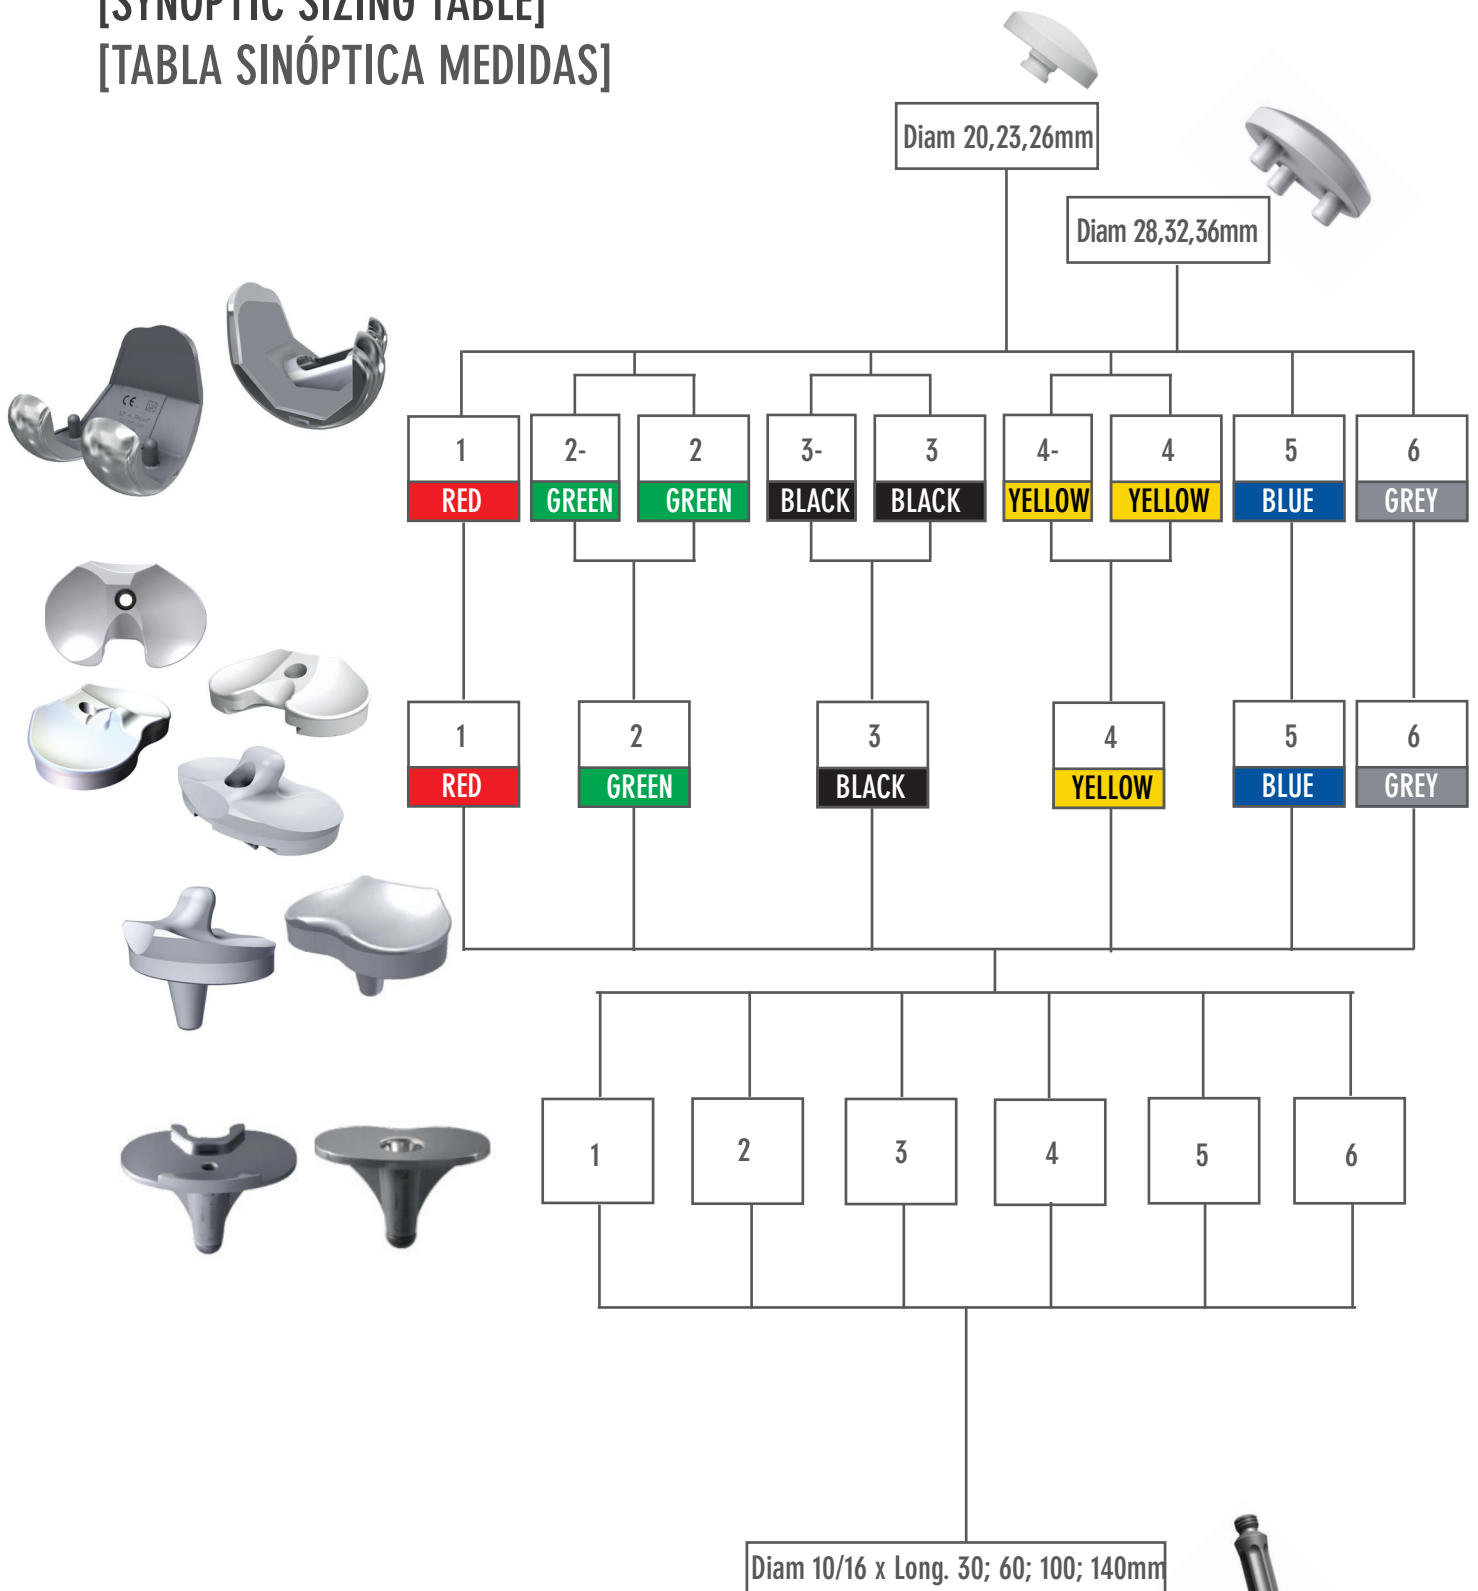 [SYNOPTIC SIZING TABLE]
[TABLA SINÓPTICA MEDIDAS]
Diam 20,23,26mm
Diam 28,32,36mm
1 2- 2 3- 3 4- 4 5 6
RED GREEN GREEN BLACK BLACK YELLOW YELLOW BLUE GREY
1 2 3 4 5 6
RED GREEN BLACK YELLOW BLUE GREY
1 2 3 4 5 6
Diam 10/16 x Long. 30; 60; 100; 140mm